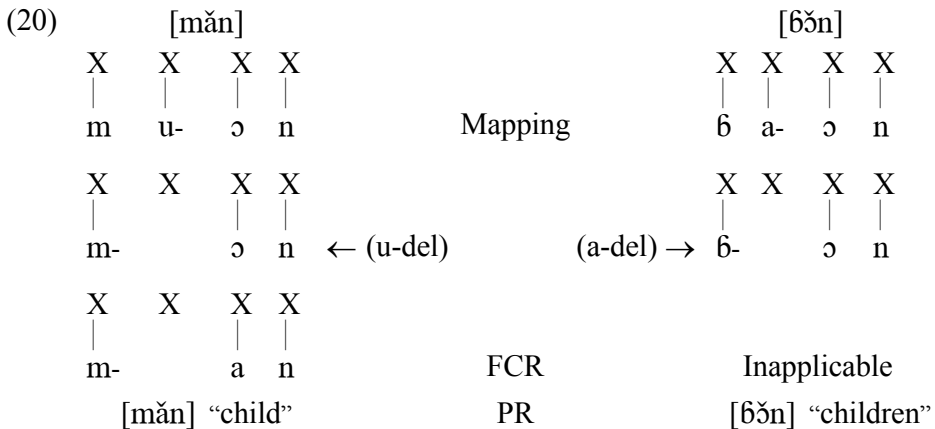 (20) [mǎn] [ɓɔ̌n]
X X X X X X X X
m u- ɔ n Mapping ɓ a- ɔ n
X X X X X X X X
m- ɔ n ← (u-del) (a-del) → ɓ- ɔ n
X X X X
m- a n FCR Inapplicable
[mǎn] “child” PR [ɓɔ̌n] “children”